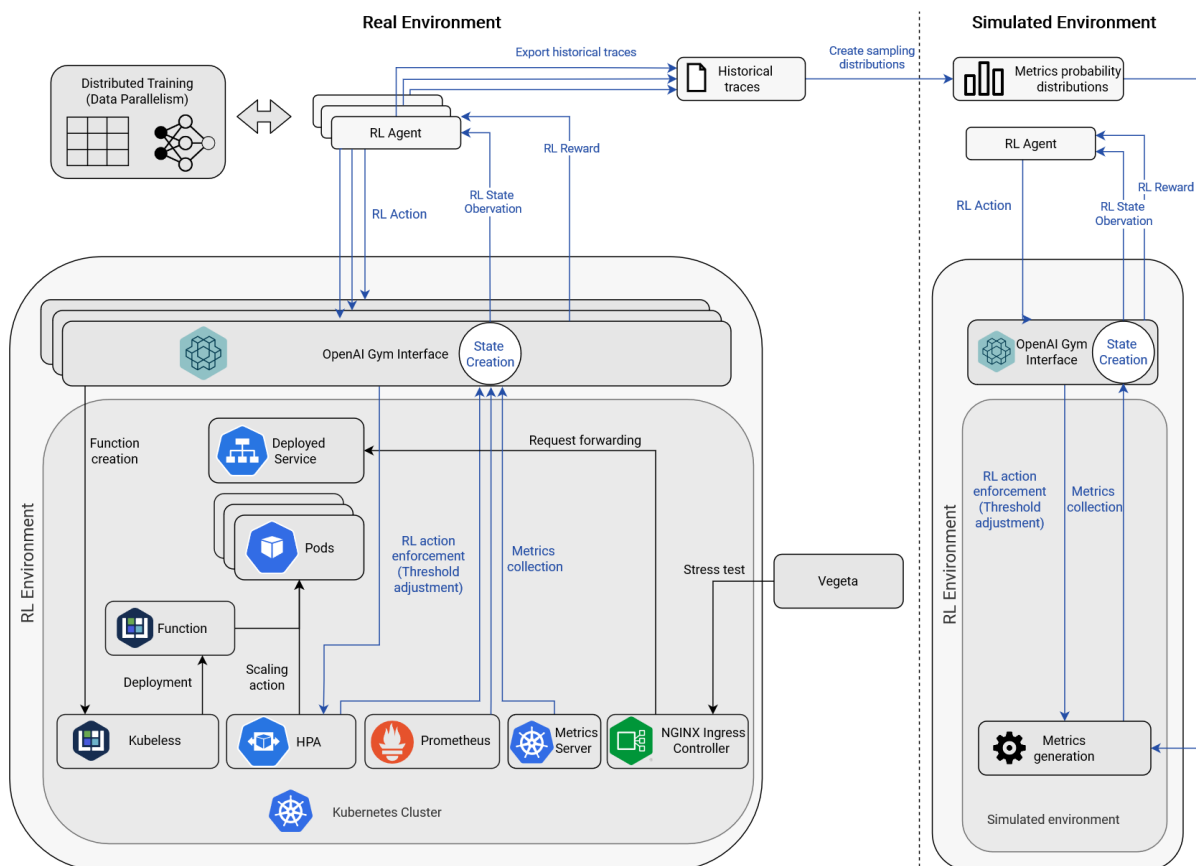 Real Environment
Simulated Environment
Distributed Training
(Data Parallelism)
Export historical traces
Historical
traces
Create sampling
distributions
Metrics probability
distributions
RL Agent
RL Action
RL State
Obervation
RL Reward
RL Agent
RL Action
RL State
Obervation
RL Reward
RL Environment
OpenAI Gym Interface
State
Creation
Function
creation
Deployed
Service
Request forwarding
Pods
RL action
enforcement
(Threshold
adjustment)
Metrics
collection
Stress test
Vegeta
Function
Deployment
Scaling
action
Kubeless
HPA
Prometheus
Metrics
Server
NGINX Ingress
Controller
Kubernetes Cluster
RL Environment
OpenAI Gym
Interface
State
Creation
RL action
enforcement
(Threshold
adjustment)
Metrics
collection
Metrics
generation
Simulated environment